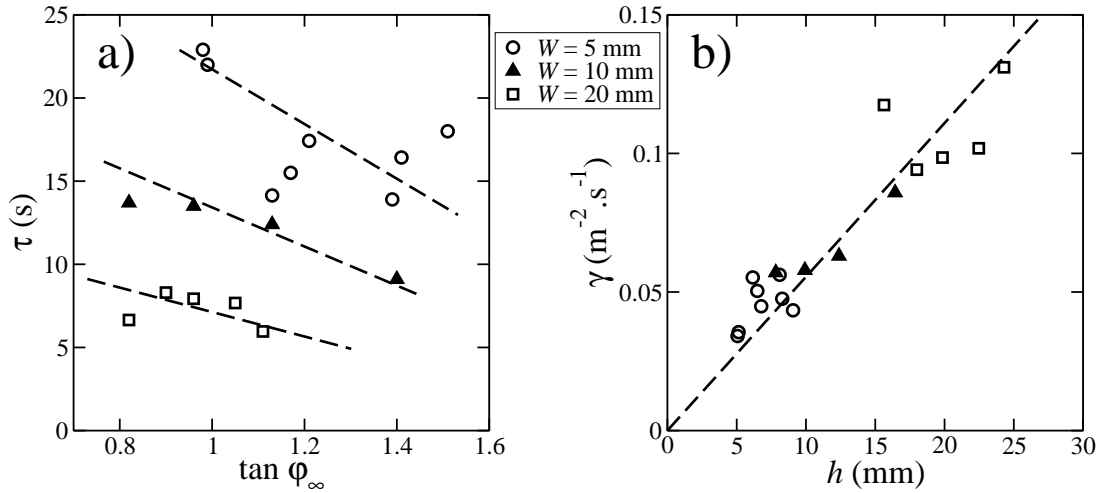 a)
τ (s)
25
20
15
10
5
0
0.8 1 1.2 1.4 1.6
tan φ∞
W = 5 mm
W = 10 mm
W = 20 mm
b)
γ (m⁻².s⁻¹)
0.15
0.1
0.05
0
0 5 10 15 20 25 30
h (mm)